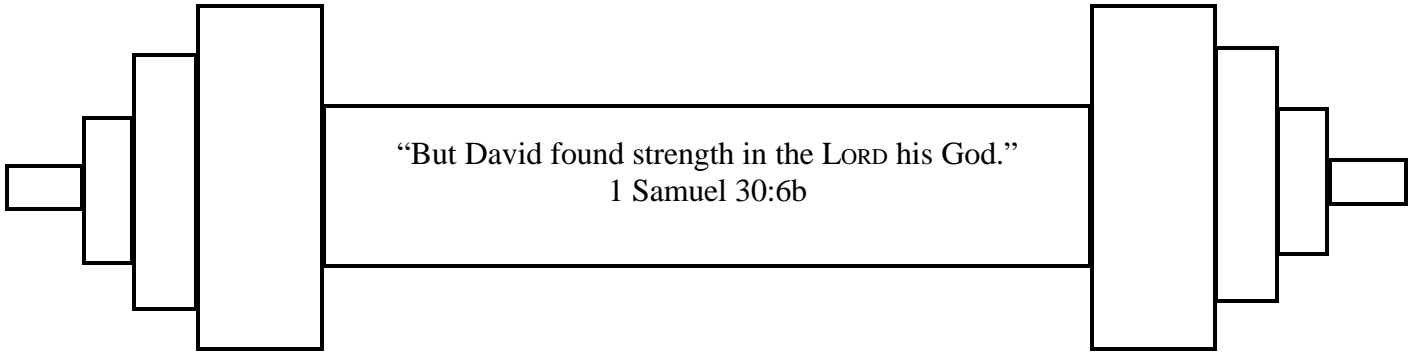 “But David found strength in the LORD his God.”
1 Samuel 30:6b